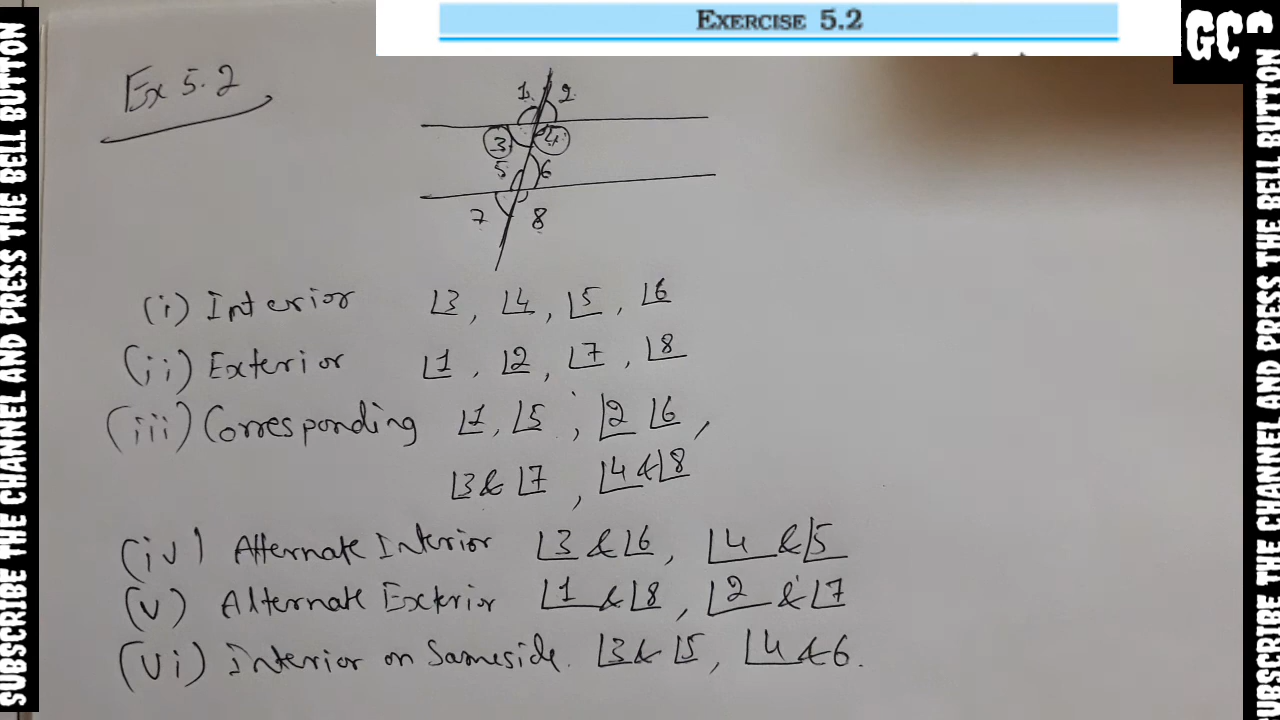 EXERCISE 5.2
GC
SUBSCRIBE THE CHANNEL AND PRESS THE BELL BUTTON
SUBSCRIBE THE CHANNEL AND PRESS THE BELL BUTTON
Ex 5.2
1 2
3 4
5 6
7 8
(i) Interior ∠3, ∠4, ∠5, ∠6
(ii) Exterior ∠1, ∠2, ∠7, ∠8
(iii) Corresponding ∠1, ∠5 ; ∠2 ∠6,
∠3 & ∠7, ∠4 & ∠8
(iv) Alternate Interior ∠3 & ∠6, ∠4 & ∠5
(v) Alternate Exterior ∠1 & ∠8, ∠2 & ∠7
(vi) Interior on Sameside. ∠3 & ∠5, ∠4 & 6.